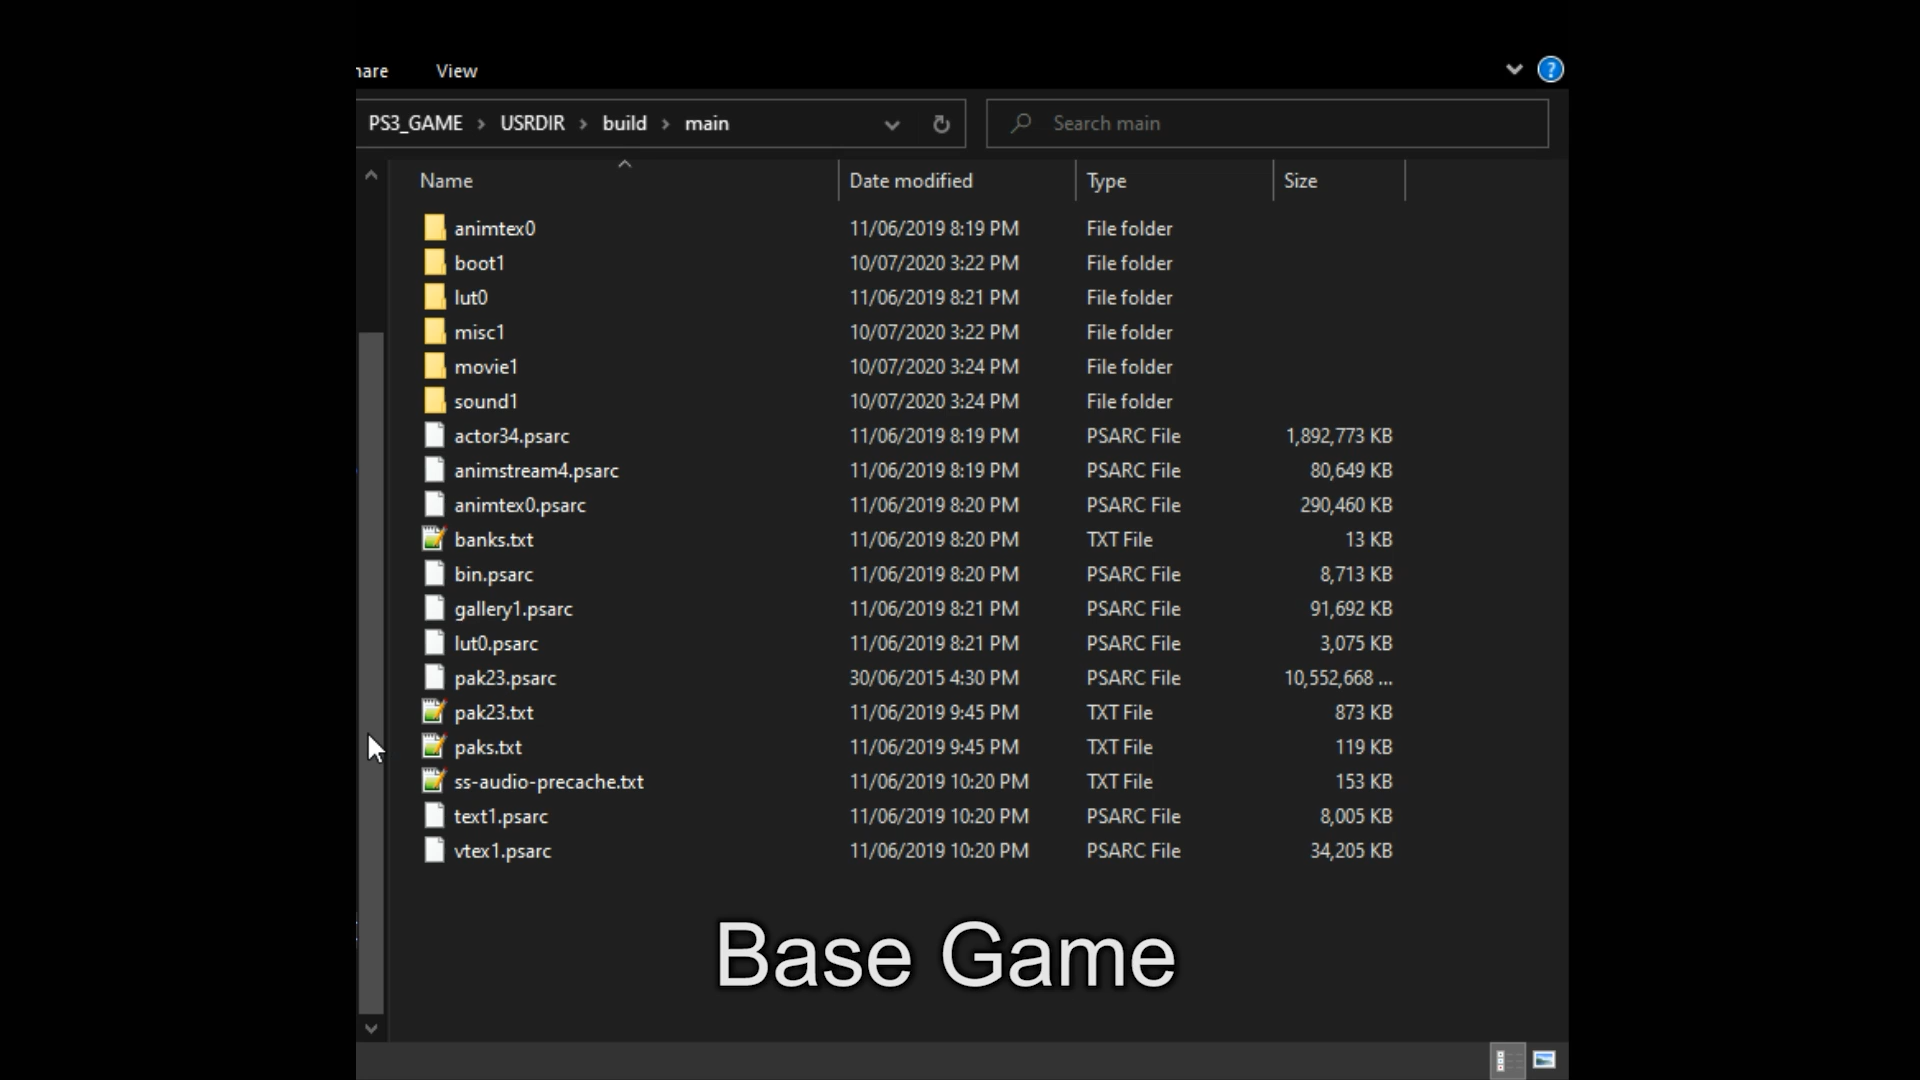 hare View
PS3_GAME > USRDIR > build > main Search main
Name Date modified Type Size
animtex0 11/06/2019 8:19 PM File folder
boot1 10/07/2020 3:22 PM File folder
lut0 11/06/2019 8:21 PM File folder
misc1 10/07/2020 3:22 PM File folder
movie1 10/07/2020 3:24 PM File folder
sound1 10/07/2020 3:24 PM File folder
actor34.psarc 11/06/2019 8:19 PM PSARC File 1,892,773 KB
animstream4.psarc 11/06/2019 8:19 PM PSARC File 80,649 KB
animtex0.psarc 11/06/2019 8:20 PM PSARC File 290,460 KB
banks.txt 11/06/2019 8:20 PM TXT File 13 KB
bin.psarc 11/06/2019 8:20 PM PSARC File 8,713 KB
gallery1.psarc 11/06/2019 8:21 PM PSARC File 91,692 KB
lut0.psarc 11/06/2019 8:21 PM PSARC File 3,075 KB
pak23.psarc 30/06/2015 4:30 PM PSARC File 10,552,668 ...
pak23.txt 11/06/2019 9:45 PM TXT File 873 KB
paks.txt 11/06/2019 9:45 PM TXT File 119 KB
ss-audio-precache.txt 11/06/2019 10:20 PM TXT File 153 KB
text1.psarc 11/06/2019 10:20 PM PSARC File 8,005 KB
vtex1.psarc 11/06/2019 10:20 PM PSARC File 34,205 KB
Base Game